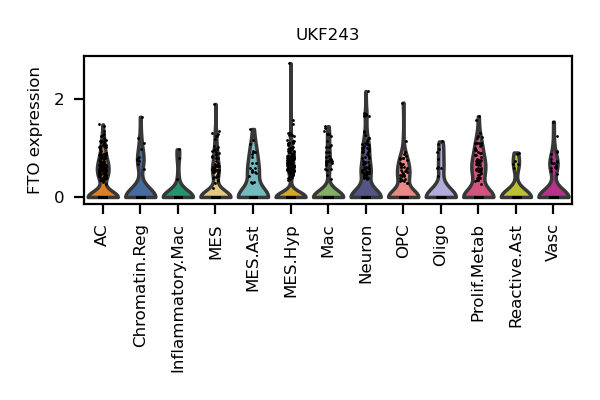 UKF243
FTO expression
2
0
AC
Chromatin.Reg
Inflammatory.Mac
MES
MES.Ast
MES.Hyp
Mac
Neuron
OPC
Oligo
Prolif.Metab
Reactive.Ast
Vasc